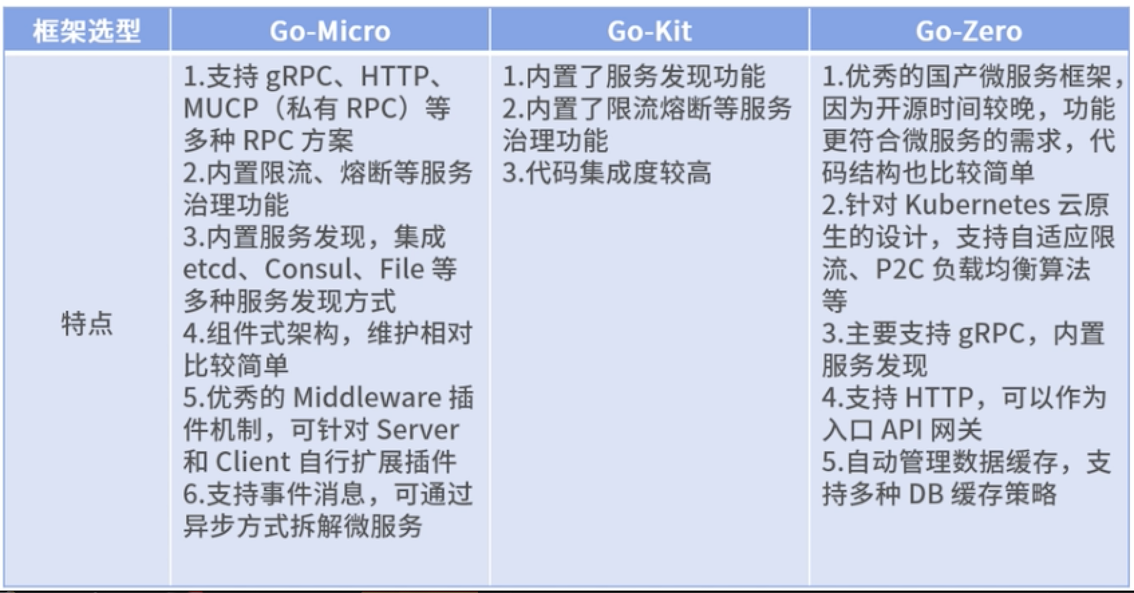 框架选型
Go-Micro
Go-Kit
Go-Zero
特点
1.支持 gRPC、HTTP、
MUCP（私有 RPC）等
多种 RPC 方案
2.内置限流、熔断等服务
治理功能
3.内置服务发现，集成
etcd、Consul、File 等
多种服务发现方式
4.组件式架构，维护相对
比较简单
5.优秀的 Middleware 插
件机制，可针对 Server
和 Client 自行扩展插件
6.支持事件消息，可通过
异步方式拆解微服务
1.内置了服务发现功能
2.内置了限流熔断等服务
治理功能
3.代码集成度较高
1.优秀的国产微服务框架，
因为开源时间较晚，功能
更符合微服务的需求，代
码结构也比较简单
2.针对 Kubernetes 云原
生的设计，支持自适应限
流、P2C 负载均衡算法
等
3.主要支持 gRPC，内置
服务发现
4.支持 HTTP，可以作为
入口 API 网关
5.自动管理数据缓存，支
持多种 DB 缓存策略